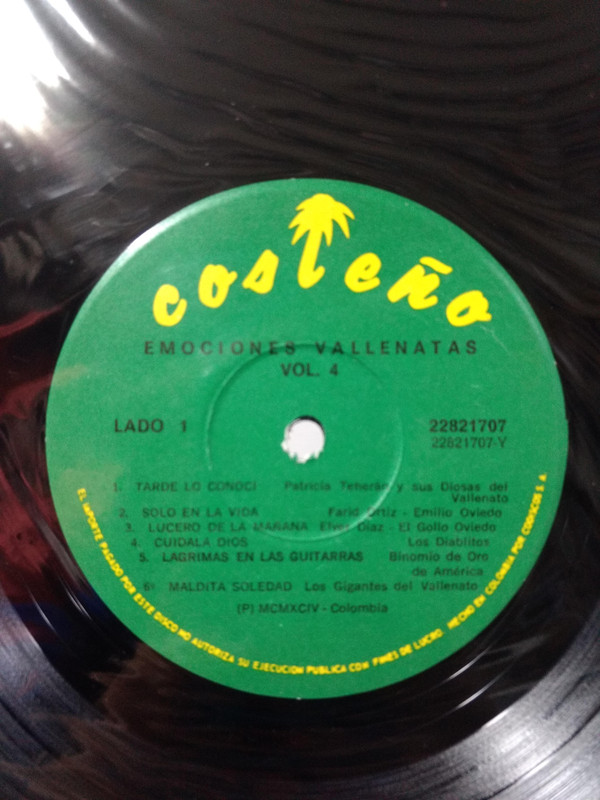 costeño
EMOCIONES VALLENATAS
VOL. 4
LADO 1 22821707
22821707-Y
1. TARDE LO CONOCI Patricia Teherán y sus Diosas del
Vallenato
2. SOLO EN LA VIDA Farid Ortiz - Emilio Oviedo
3. LUCERO DE LA MAÑANA Elver Diaz - El Gollo Oviedo
4. CUIDALA DIOS Los Diablitos
5. LAGRIMAS EN LAS GUITARRAS Binomio de Oro
de América
6. MALDITA SOLEDAD Los Gigantes del Vallenato
(P) MCMXCIV - Colombia
EL IMPORTE PAGADO POR ESTE DISCO NO AUTORIZA SU EJECUCION PUBLICA CON FINES DE LUCRO. HECHO EN COLOMBIA POR CODISCOS S.A.